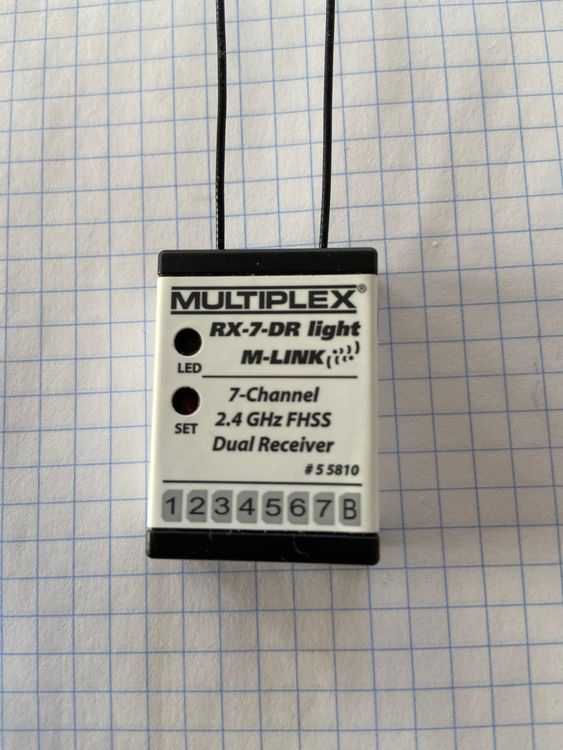 MULTIPLEX®
RX-7-DR light
M-LINK
LED
7-Channel
2.4 GHz FHSS
SET
Dual Receiver
# 5 5810
1 2 3 4 5 6 7 B